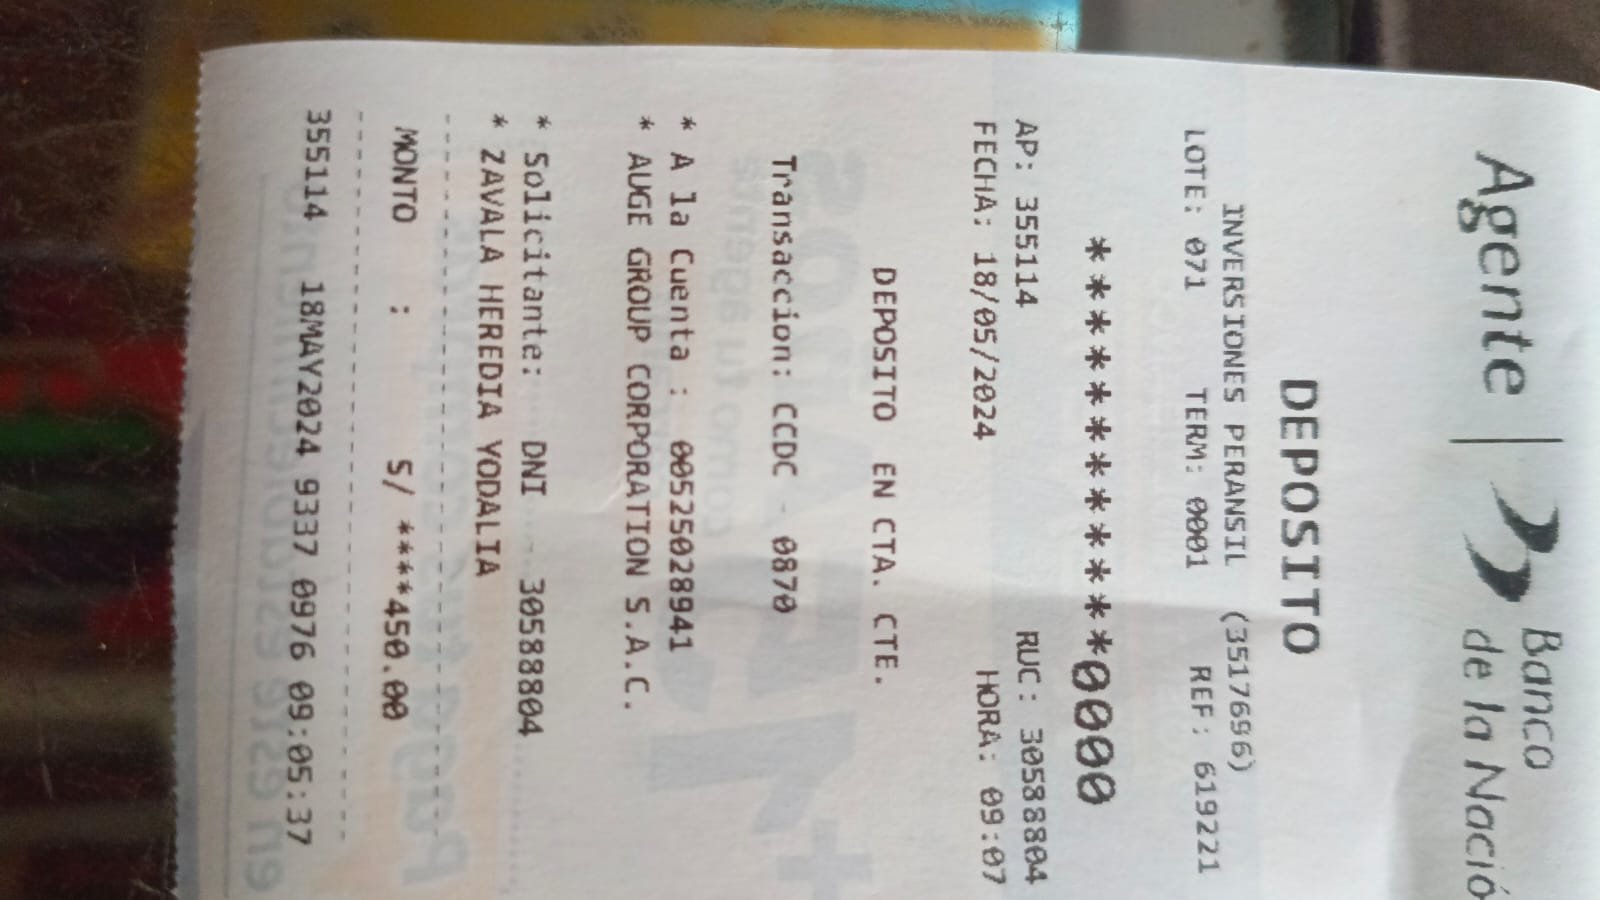 Agente | Banco
de la Nació
DEPOSITO
INVERSIONES PERANSIL (3517696)
LOTE: 071 TERM: 0001 REF: 619221
************0000
AP: 355114 RUC: 30588804
FECHA: 18/05/2024 HORA: 09:07
DEPOSITO EN CTA. CTE.
Transaccion: CCDC - 0870
* A la Cuenta : 00525028941
* AUGE GROUP CORPORATION S.A.C.
* Solicitante: DNI - 30588804
* ZAVALA HEREDIA YODALIA
MONTO : S/ ****450.00
355114 18MAY2024 9337 0976 09:05:37